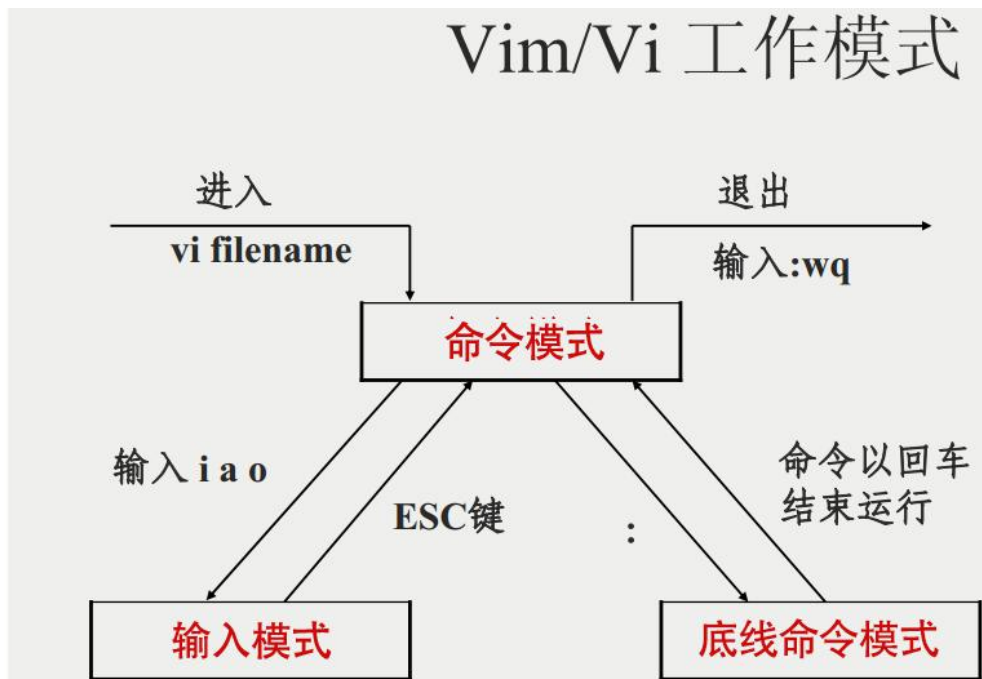 Vim/Vi 工作模式
进入
退出
vi filename
输入:wq
命令模式
输入 i a o
命令以回车
结束运行
ESC键
:
输入模式
底线命令模式